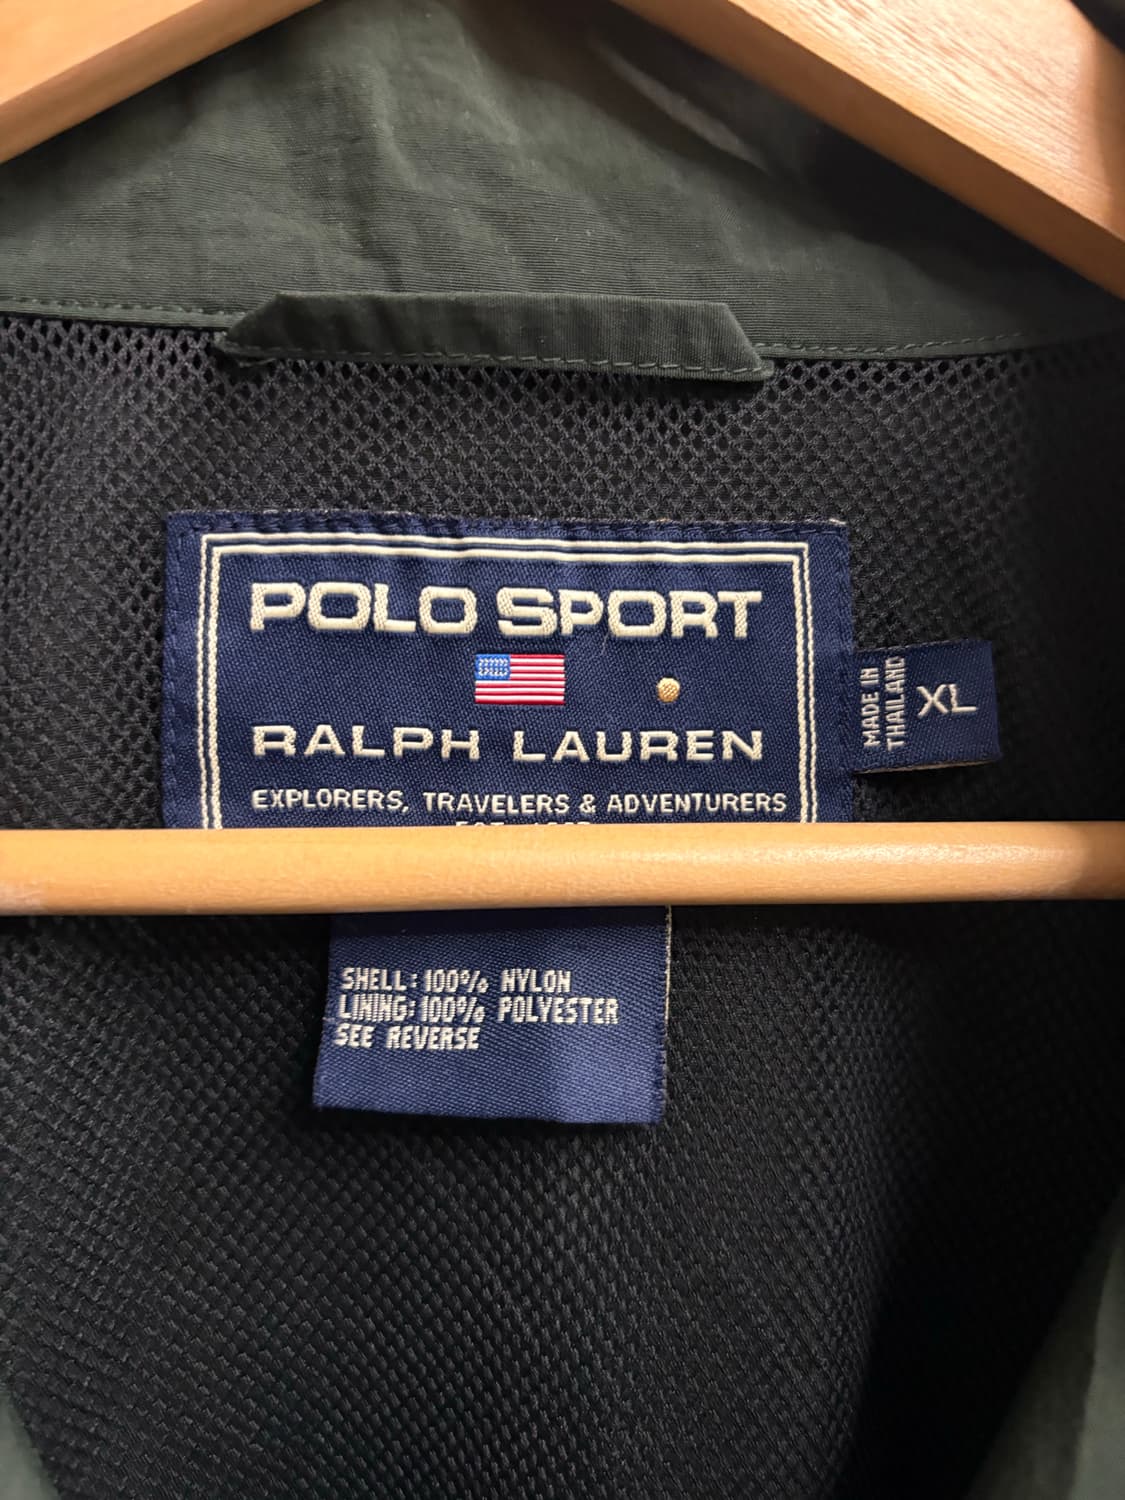 POLO SPORT
RALPH LAUREN
EXPLORERS, TRAVELERS & ADVENTURERS
MADE IN
THAILAND
XL
SHELL: 100% NYLON
LINING: 100% POLYESTER
SEE REVERSE